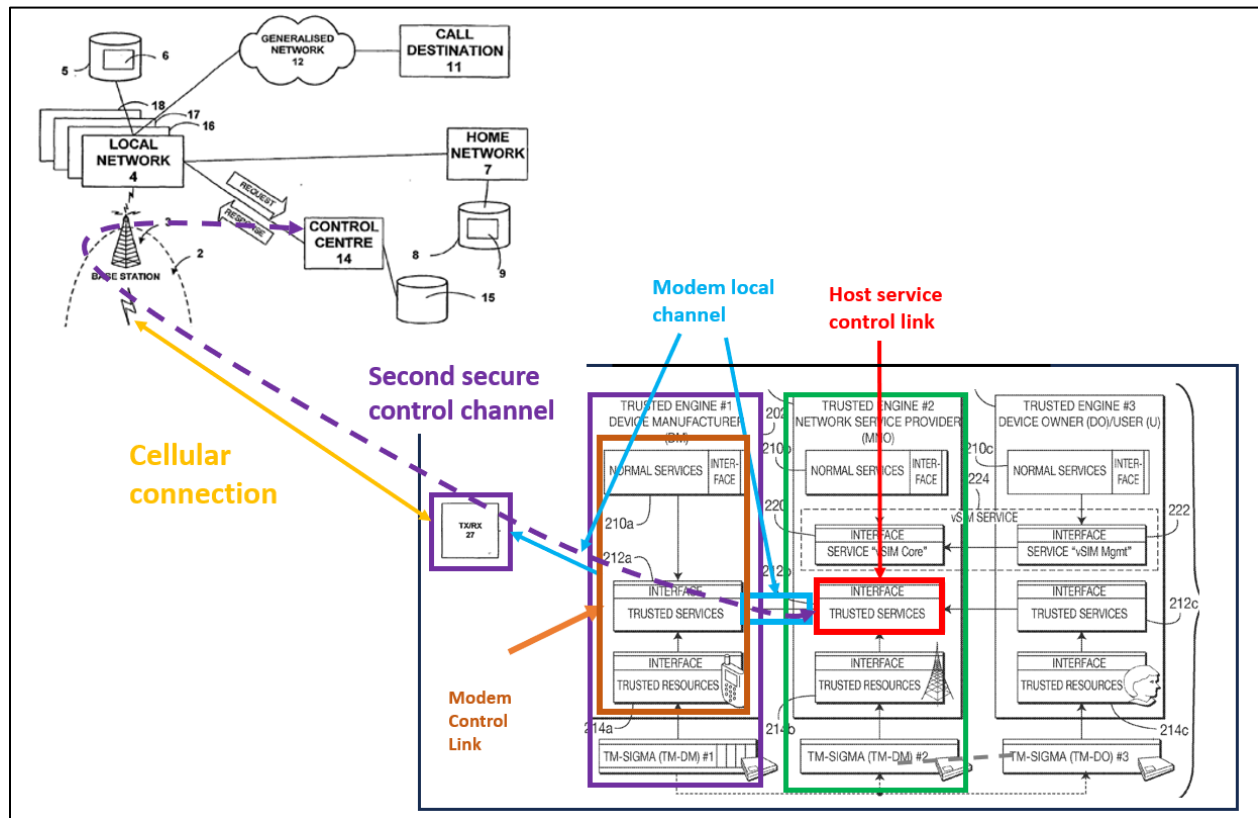 GENERALISED
NETWORK
12
CALL
DESTINATION
11
5
6
18
17
16
LOCAL
NETWORK
4
HOME
NETWORK
7
REQUEST
RESPONSE
3
2
BASE STATION
CONTROL
CENTRE
14
8
9
15
Modem local
channel
Host service
control link
Second secure
control channel
Cellular
connection
TX/RX
27
Modem
Control
Link
TRUSTED ENGINE #1
DEVICE MANUFACTURER
(DM)
202
TRUSTED ENGINE #2
NETWORK SERVICE PROVIDER
(MNO)
TRUSTED ENGINE #3
DEVICE OWNER (DO)/USER (U)
NORMAL SERVICES
INTER-
FACE
210a
NORMAL SERVICES
INTER-
FACE
210c
NORMAL SERVICES
INTER-
FACE
224
vSIM SERVICE
220
INTERFACE
SERVICE "vSIM Core"
INTERFACE
SERVICE "vSIM Mgmt"
222
212a
INTERFACE
TRUSTED SERVICES
INTERFACE
TRUSTED SERVICES
INTERFACE
TRUSTED SERVICES
212c
INTERFACE
TRUSTED RESOURCES
INTERFACE
TRUSTED RESOURCES
INTERFACE
TRUSTED RESOURCES
214a
214b
214c
TM-SIGMA (TM-DM) #1
TM-SIGMA (TM-DM) #2
TM-SIGMA (TM-DO) #3